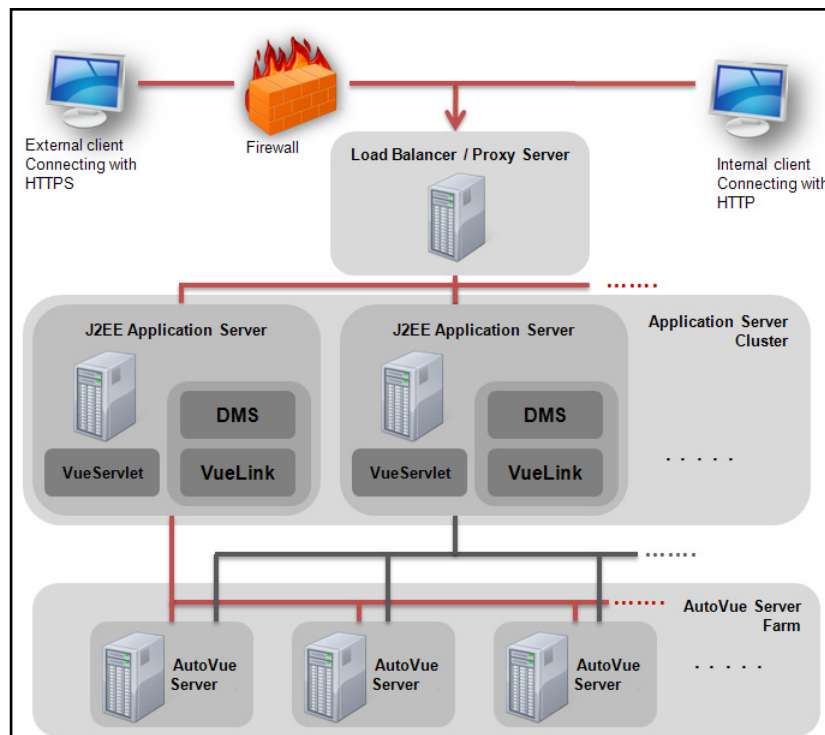 External client
Connecting with
HTTPS
Firewall
Internal client
Connecting with
HTTP
Load Balancer / Proxy Server
.......
J2EE Application Server
J2EE Application Server
Application Server
Cluster
DMS
DMS
VueServlet
VueLink
VueServlet
VueLink
. . . . .
.......
.......
AutoVue Server
Farm
AutoVue
Server
AutoVue
Server
AutoVue
Server
. . . . .